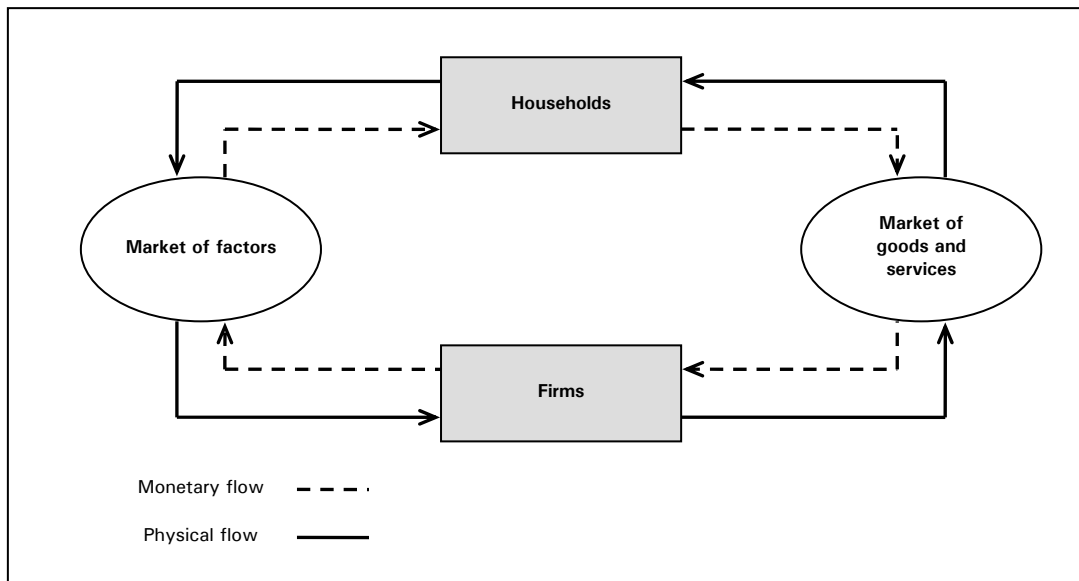 Households
Market of factors
Market of
goods and
services
Firms
Monetary flow
Physical flow